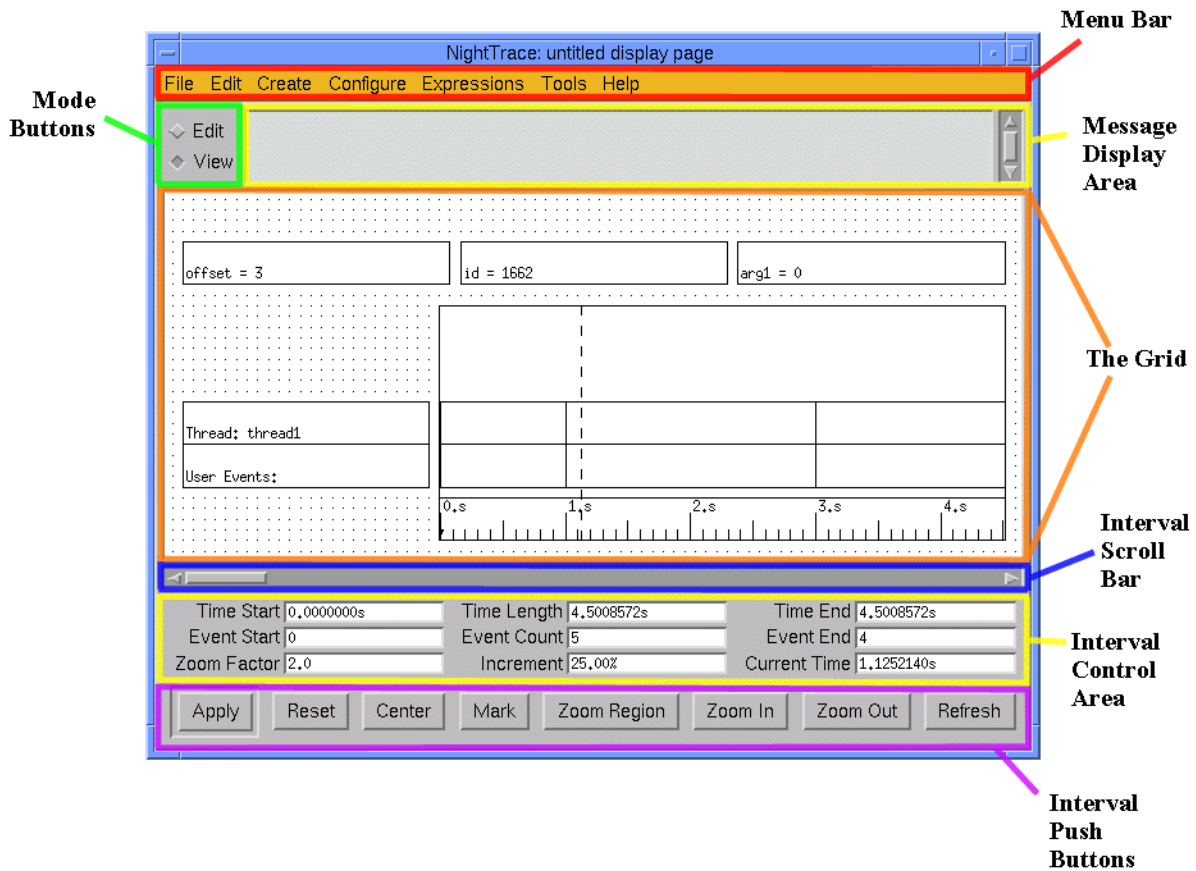 Menu Bar
NightTrace: untitled display page
File Edit Create Configure Expressions Tools Help
Mode
Buttons
Edit
View
Message
Display
Area
offset = 3
id = 1662
arg1 = 0
The Grid
Thread: thread1
User Events:
0.s 1.s 2.s 3.s 4.s
Interval
Scroll
Bar
Time Start 0.0000000s Time Length 4.5008572s Time End 4.5008572s
Event Start 0 Event Count 5 Event End 4
Zoom Factor 2.0 Increment 25.00% Current Time 1.1252140s
Interval
Control
Area
Apply Reset Center Mark Zoom Region Zoom In Zoom Out Refresh
Interval
Push
Buttons